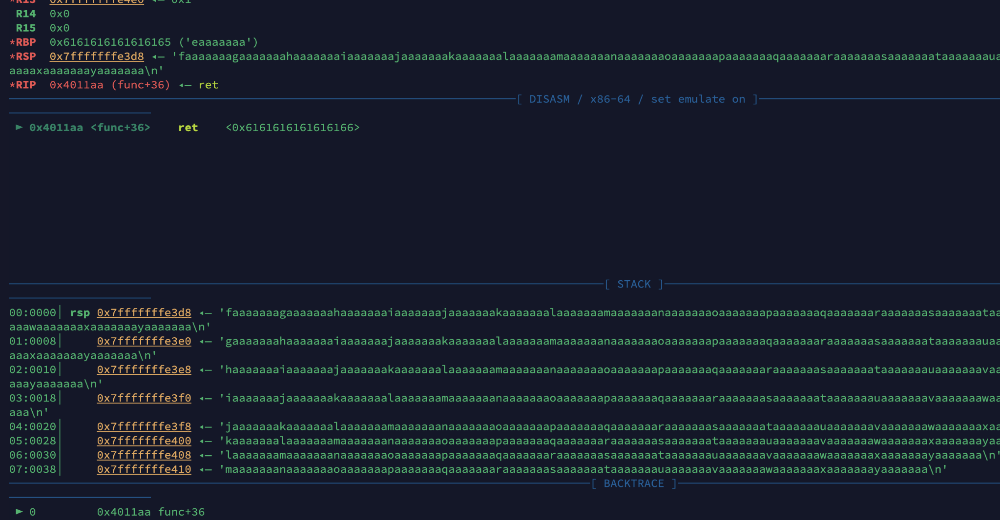 *R13 0x7fffffffe4e0 ◂— 0x1
R14 0x0
R15 0x0
*RBP 0x6161616161616165 ('eaaaaaaa')
*RSP 0x7fffffffe3d8 ◂— 'faaaaaaagaaaaaaahaaaaaaaiaaaaaaajaaaaaaakaaaaaaalaaaaaaamaaaaaaanaaaaaaaoaaaaaaapaaaaaaaqaaaaaaaraaaaaaasaaaaaaataaaaaaaua
aaaaxaaaaaaayaaaaaaa\n'
*RIP 0x4011aa (func+36) ◂— ret
[ DISASM / x86-64 / set emulate on ]
► 0x4011aa <func+36> ret <0x6161616161616166>
[ STACK ]
00:0000│ rsp 0x7fffffffe3d8 ◂— 'faaaaaaagaaaaaaahaaaaaaaiaaaaaaajaaaaaaakaaaaaaalaaaaaaamaaaaaaanaaaaaaaoaaaaaaapaaaaaaaqaaaaaaaraaaaaaasaaaaaaataa
aaawaaaaaaaxaaaaaaayaaaaaaa\n'
01:0008│ 0x7fffffffe3e0 ◂— 'gaaaaaaahaaaaaaaiaaaaaaajaaaaaaakaaaaaaalaaaaaaamaaaaaaanaaaaaaaoaaaaaaapaaaaaaaqaaaaaaaraaaaaaasaaaaaaataaaaaaauaa
aaaxaaaaaaayaaaaaaa\n'
02:0010│ 0x7fffffffe3e8 ◂— 'haaaaaaaiaaaaaaajaaaaaaakaaaaaaalaaaaaaamaaaaaaanaaaaaaaoaaaaaaapaaaaaaaqaaaaaaaraaaaaaasaaaaaaataaaaaaauaaaaaaavaa
aaayaaaaaaa\n'
03:0018│ 0x7fffffffe3f0 ◂— 'iaaaaaaajaaaaaaakaaaaaaalaaaaaaamaaaaaaanaaaaaaaoaaaaaaapaaaaaaaqaaaaaaaraaaaaaasaaaaaaataaaaaaauaaaaaaavaaaaaaawaa
aaa\n'
04:0020│ 0x7fffffffe3f8 ◂— 'jaaaaaaakaaaaaaalaaaaaaamaaaaaaanaaaaaaaoaaaaaaapaaaaaaaqaaaaaaaraaaaaaasaaaaaaataaaaaaauaaaaaaavaaaaaaawaaaaaaaxaa
05:0028│ 0x7fffffffe400 ◂— 'kaaaaaaalaaaaaaamaaaaaaanaaaaaaaoaaaaaaapaaaaaaaqaaaaaaaraaaaaaasaaaaaaataaaaaaauaaaaaaavaaaaaaawaaaaaaaxaaaaaaayaa
06:0030│ 0x7fffffffe408 ◂— 'laaaaaaamaaaaaaanaaaaaaaoaaaaaaapaaaaaaaqaaaaaaaraaaaaaasaaaaaaataaaaaaauaaaaaaavaaaaaaawaaaaaaaxaaaaaaayaaaaaaa\n'
07:0038│ 0x7fffffffe410 ◂— 'maaaaaaanaaaaaaaoaaaaaaapaaaaaaaqaaaaaaaraaaaaaasaaaaaaataaaaaaauaaaaaaavaaaaaaawaaaaaaaxaaaaaaayaaaaaaa\n'
[ BACKTRACE ]
► 0 0x4011aa func+36